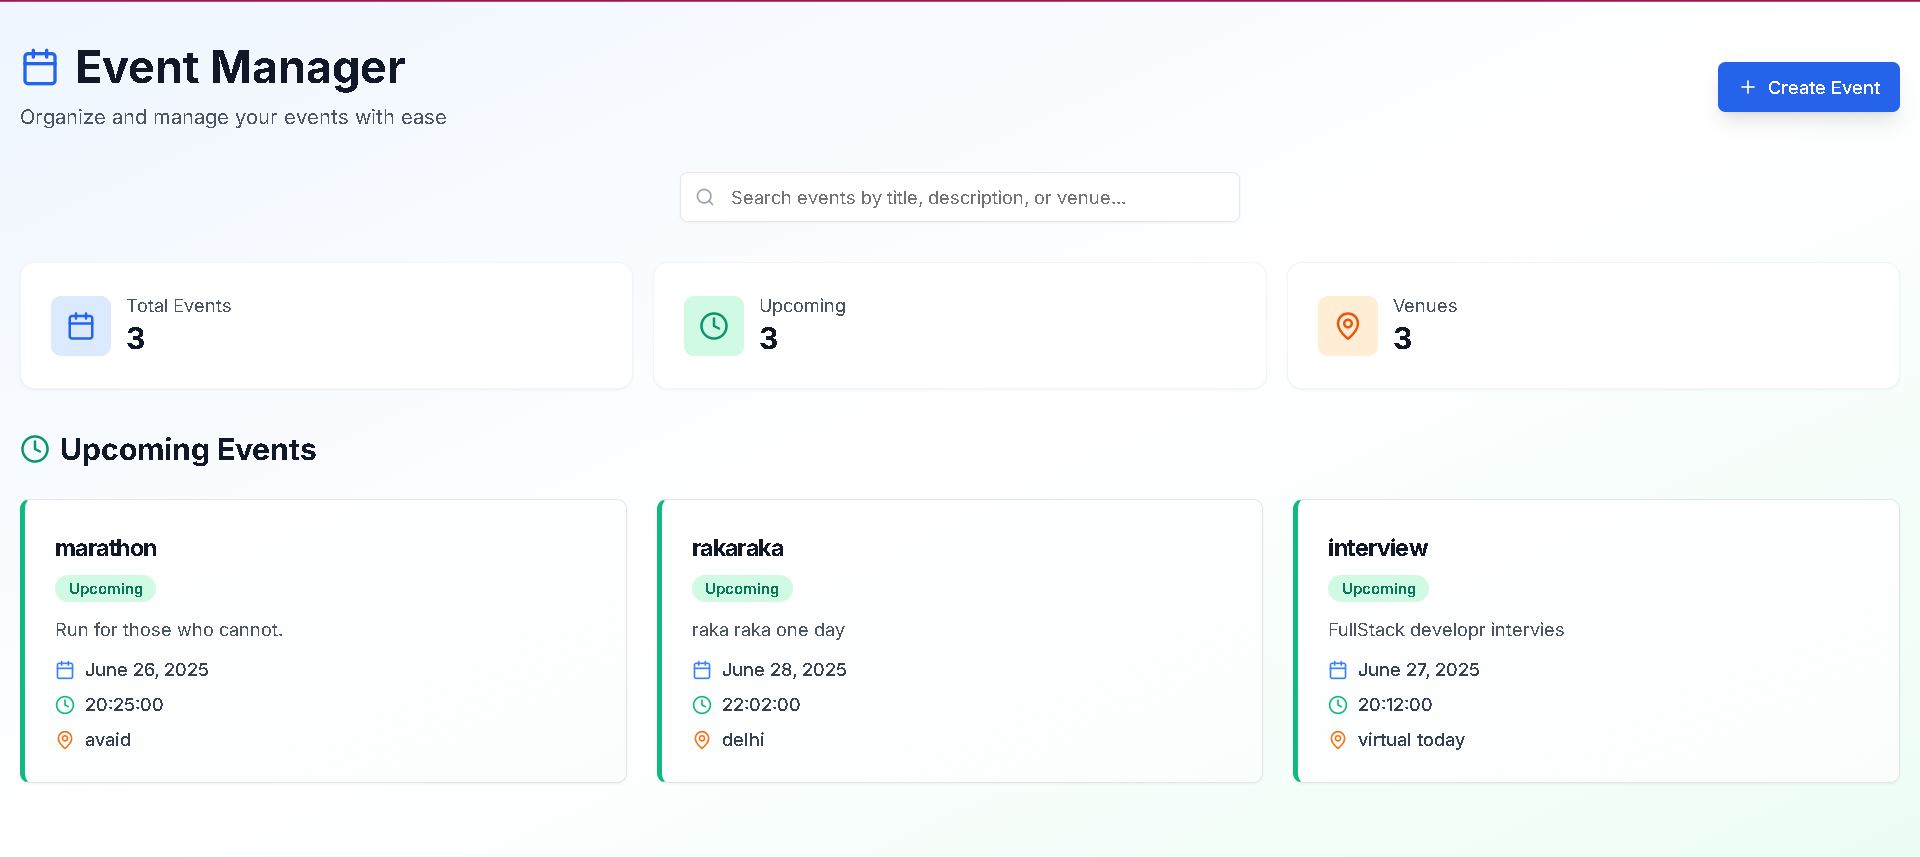 Event Manager
Organize and manage your events with ease
Create Event
Search events by title, description, or venue...
Total Events
3
Upcoming
3
Venues
3
Upcoming Events
marathon
Upcoming
Run for those who cannot.
June 26, 2025
20:25:00
avaid
rakaraka
Upcoming
raka raka one day
June 28, 2025
22:02:00
delhi
interview
Upcoming
FullStack developr intervies
June 27, 2025
20:12:00
virtual today